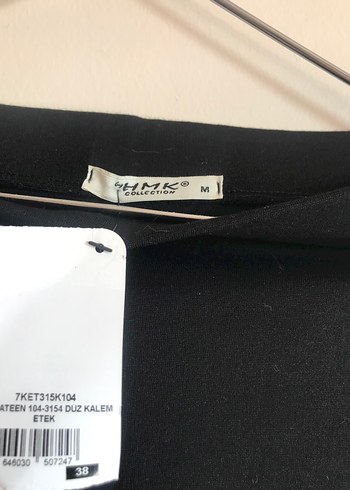 HMK®
COLLECTION
M
7KET315K104
ATEEN 104-3154 DÜZ KALEM
ETEK
646030 507247
38